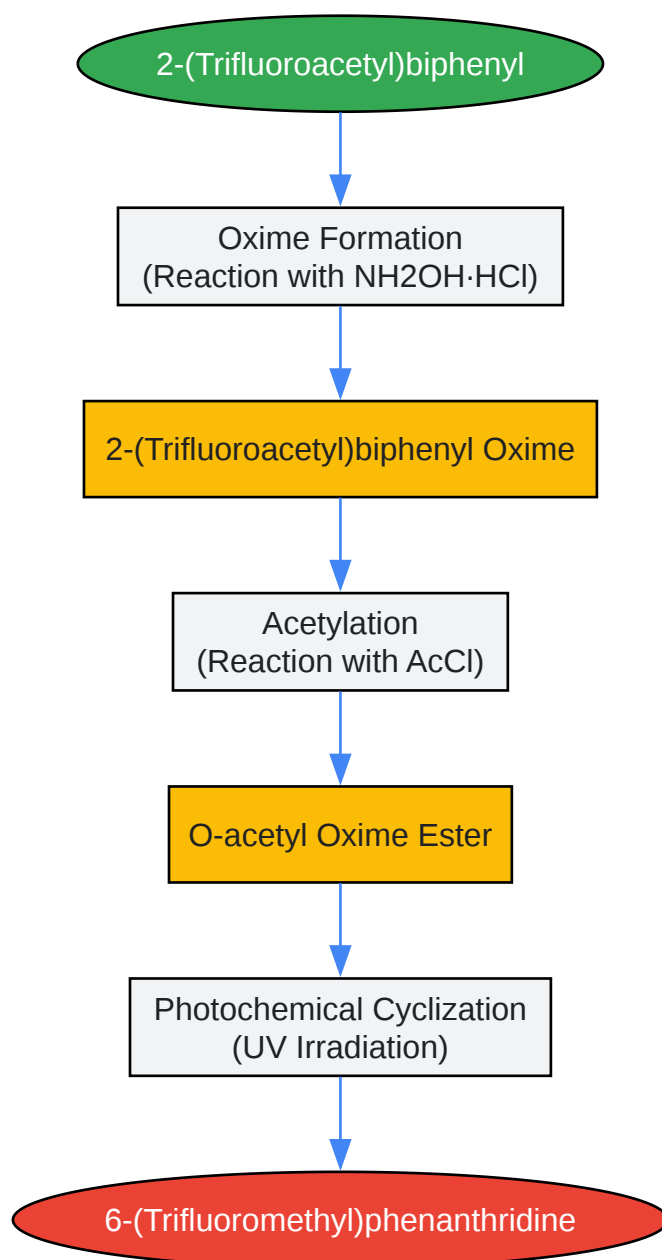 2-(Trifluoroacetyl)biphenyl
Oxime Formation
(Reaction with NH2OH·HCl)
2-(Trifluoroacetyl)biphenyl Oxime
Acetylation
(Reaction with AcCl)
O-acetyl Oxime Ester
Photochemical Cyclization
(UV Irradiation)
6-(Trifluoromethyl)phenanthridine